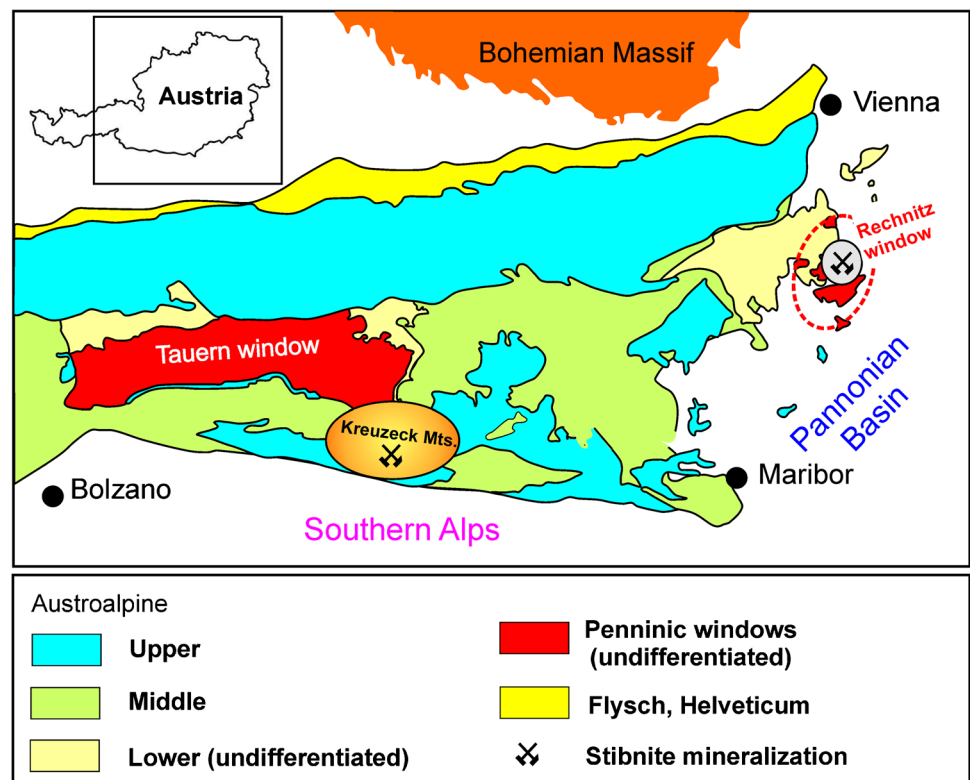 Bohemian Massif
Austria
Vienna
Rechnitz
window
Tauern window
Pannonian
Basin
Kreuzeck Mts.
Maribor
Bolzano
Southern Alps
Austroalpine
Upper
Middle
Lower (undifferentiated)
Penninic windows
(undifferentiated)
Flysch, Helveticum
Stibnite mineralization